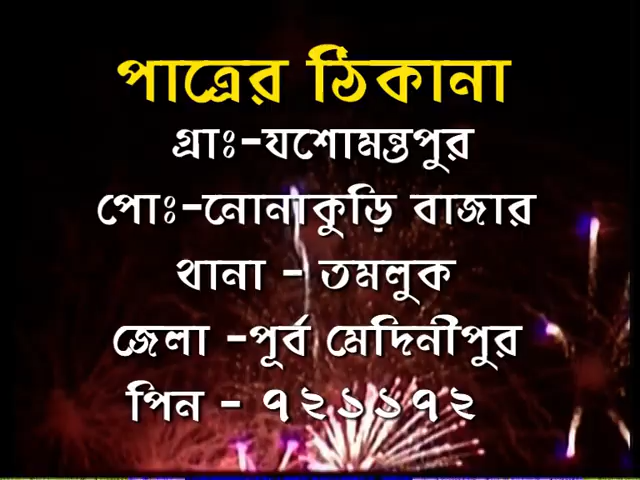 পাত্রের ঠিকানা
গ্রাঃ-যশোমন্তপুর
পোঃ-নোনাকুড়ি বাজার
থানা - তমলুক
জেলা -পূর্ব মেদিনীপুর
পিন - ৭২১১৭২